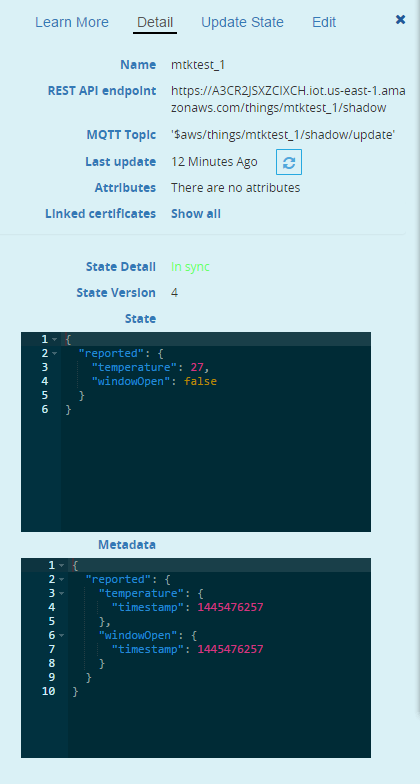 Learn More Detail Update State Edit ×
Name mtktest_1
REST API endpoint https://A3CR2JSXZCIXCH.iot.us-east-1.ama
zonaws.com/things/mtktest_1/shadow
MQTT Topic '$aws/things/mtktest_1/shadow/update'
Last update 12 Minutes Ago
Attributes There are no attributes
Linked certificates Show all
State Detail In sync
State Version 4
State
1 {
2 "reported": {
3 "temperature": 27,
4 "windowOpen": false
5 }
6 }
Metadata
1 {
2 "reported": {
3 "temperature": {
4 "timestamp": 1445476257
5 },
6 "windowOpen": {
7 "timestamp": 1445476257
8 }
9 }
10 }